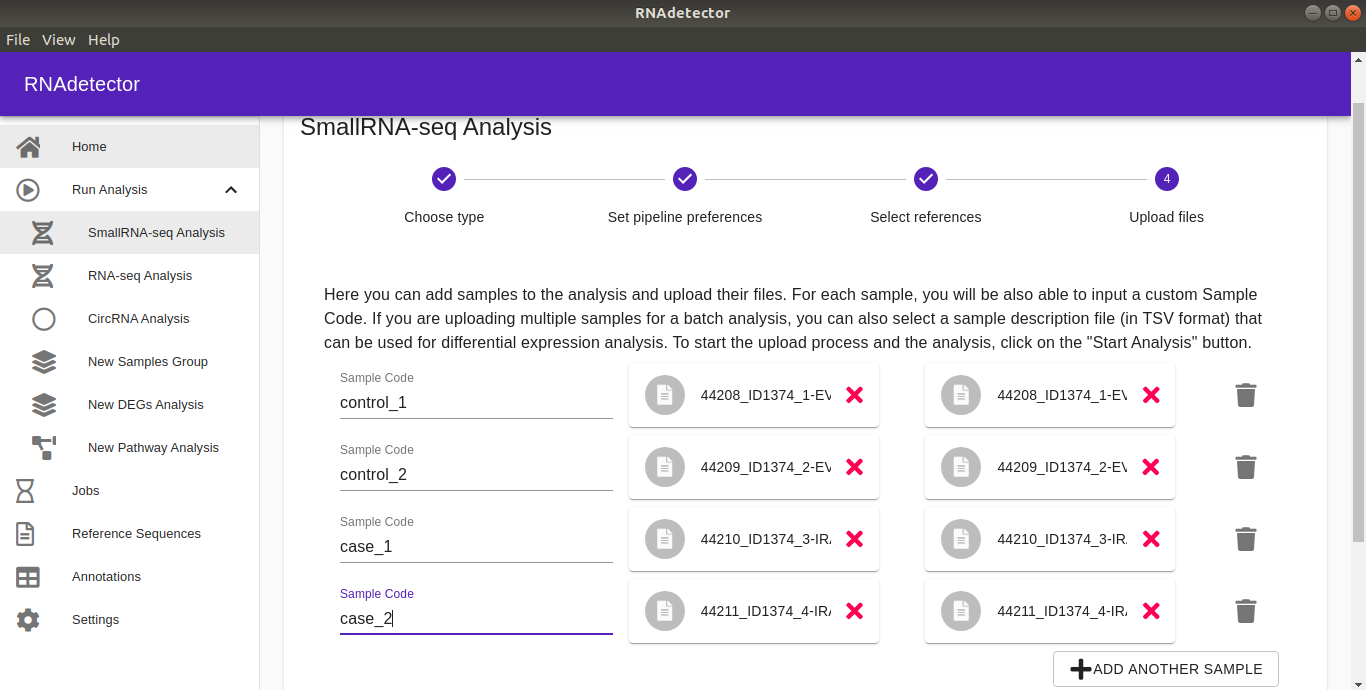 RNAdetector
File View Help
RNAdetector
SmallRNA-seq Analysis
Home
Run Analysis
SmallRNA-seq Analysis
RNA-seq Analysis
CircRNA Analysis
New Samples Group
New DEGs Analysis
New Pathway Analysis
Jobs
Reference Sequences
Annotations
Settings
4
Choose type
Set pipeline preferences
Select references
Upload files
Here you can add samples to the analysis and upload their files. For each sample, you will be also able to input a custom Sample
Code. If you are uploading multiple samples for a batch analysis, you can also select a sample description file (in TSV format) that
can be used for differential expression analysis. To start the upload process and the analysis, click on the "Start Analysis" button.
Sample Code
control_1
44208_ID1374_1-EV
44208_ID1374_1-EV
Sample Code
control_2
44209_ID1374_2-EV
44209_ID1374_2-EV
Sample Code
case_1
44210_ID1374_3-IRA
44210_ID1374_3-IRA
Sample Code
case_2
44211_ID1374_4-IRA
44211_ID1374_4-IRA
ADD ANOTHER SAMPLE